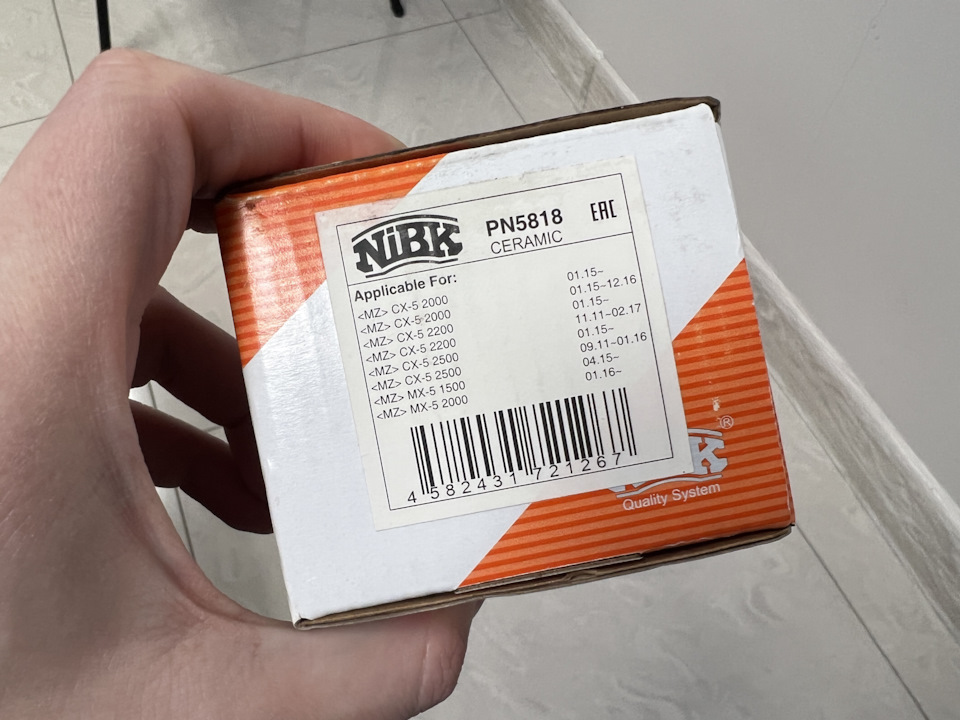 NiBK
PN5818
CERAMIC
EAC
Applicable For:
<MZ> CX-5 2000 01.15~
<MZ> CX-5 2000 01.15~12.16
<MZ> CX-5 2200 01.15~
<MZ> CX-5 2200 11.11~02.17
<MZ> CX-5 2500 01.15~
<MZ> CX-5 2500 09.11~01.16
<MZ> MX-5 1500 04.15~
<MZ> MX-5 2000 01.16~
4 582431 721267
®
Quality System